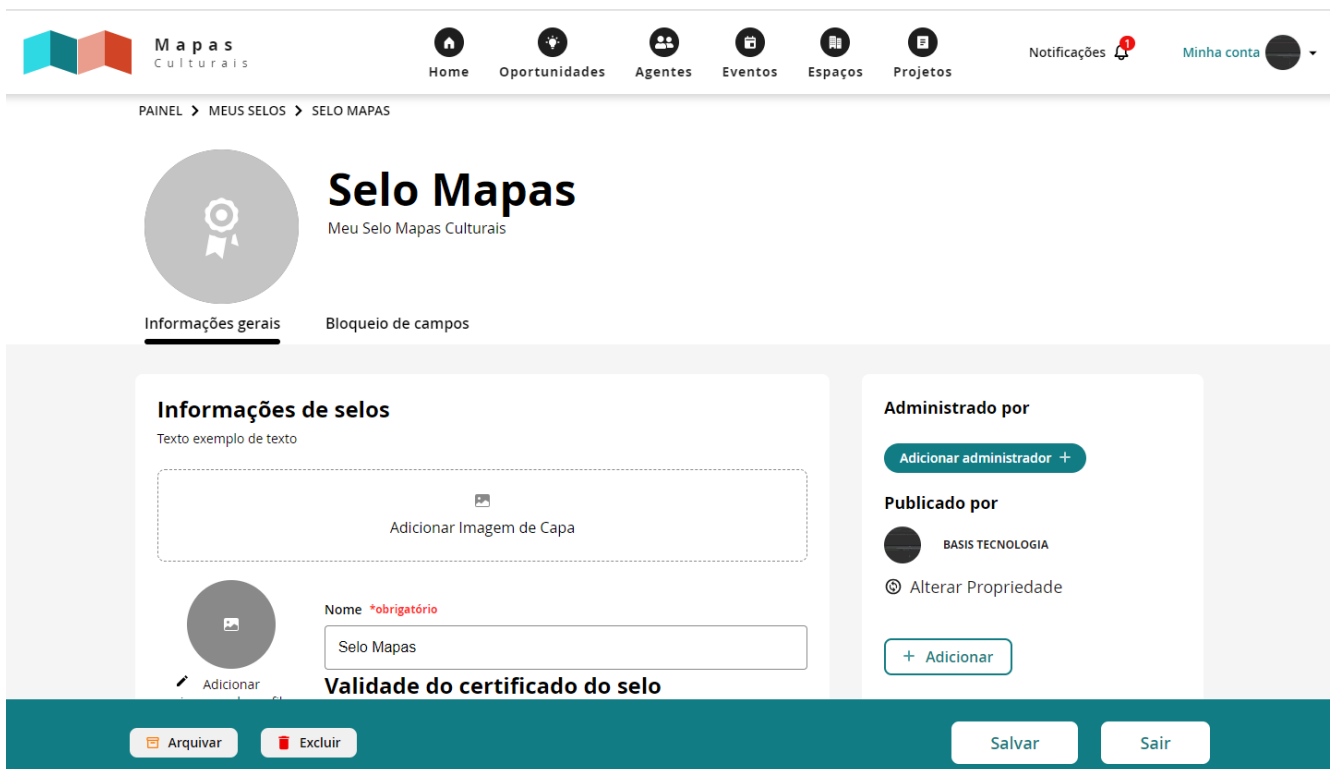 Mapas
Culturais
Home
Oportunidades
Agentes
Eventos
Espaços
Projetos
Notificações
1
Minha conta
PAINEL > MEUS SELOS > SELO MAPAS
Selo Mapas
Meu Selo Mapas Culturais
Informações gerais
Bloqueio de campos
Informações de selos
Texto exemplo de texto
Adicionar Imagem de Capa
Nome *obrigatório
Selo Mapas
Adicionar
Validade do certificado do selo
Administrado por
Adicionar administrador +
Publicado por
BASIS TECNOLOGIA
Alterar Propriedade
+ Adicionar
Arquivar
Excluir
Salvar
Sair